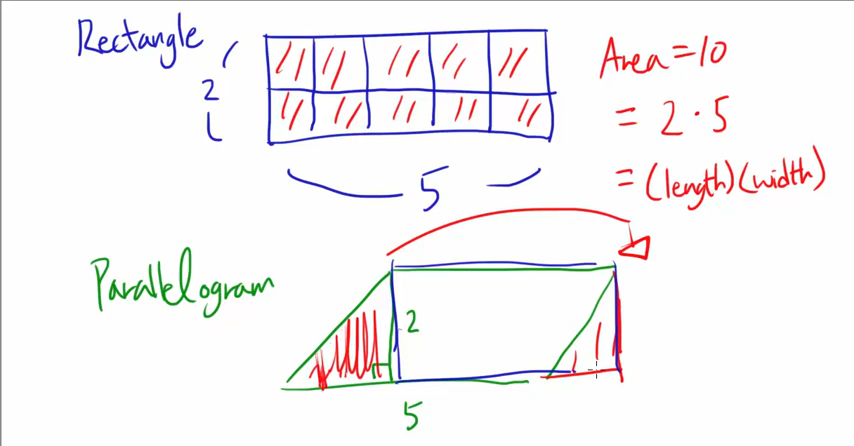 Rectangle
2
5
Area = 10
= 2 · 5
= (length)(width)
Parallelogram
2
5